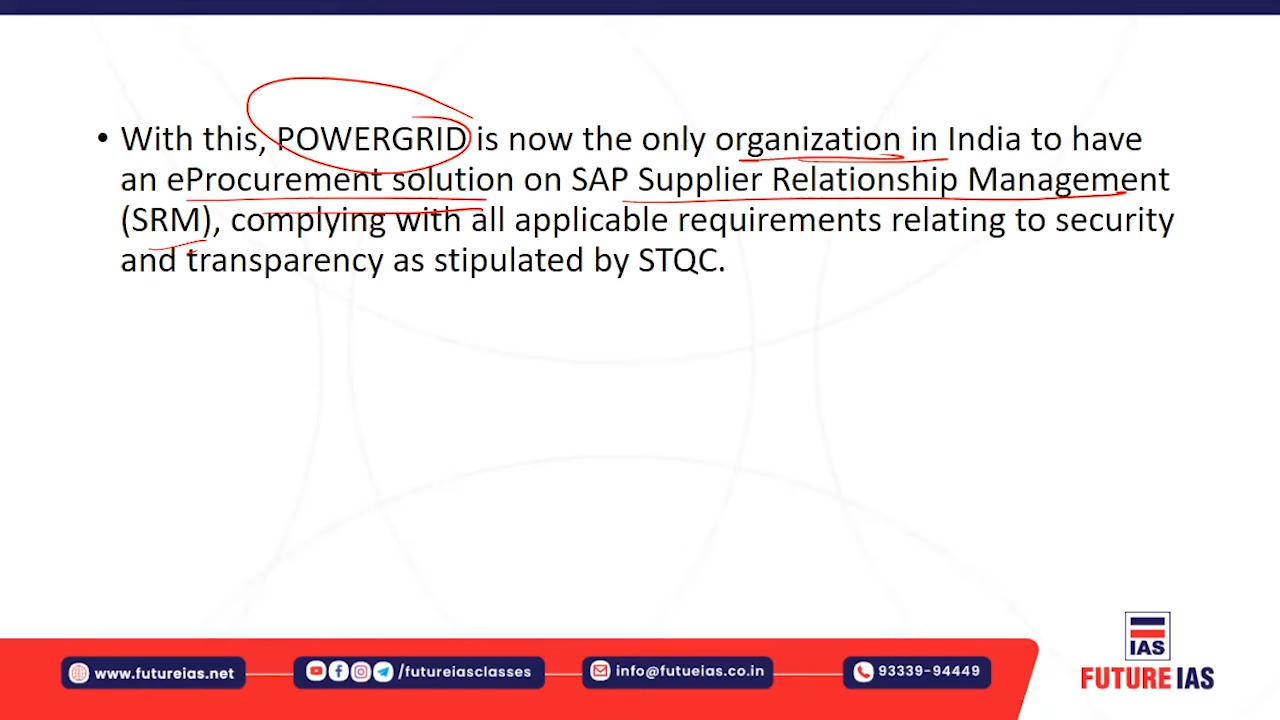 • With this, POWERGRID is now the only organization in India to have
an eProcurement solution on SAP Supplier Relationship Management
(SRM), complying with all applicable requirements relating to security
and transparency as stipulated by STQC.
www.futureias.net
/futureiasclasses
info@futueias.co.in
93339-94449
IAS
FUTURE IAS